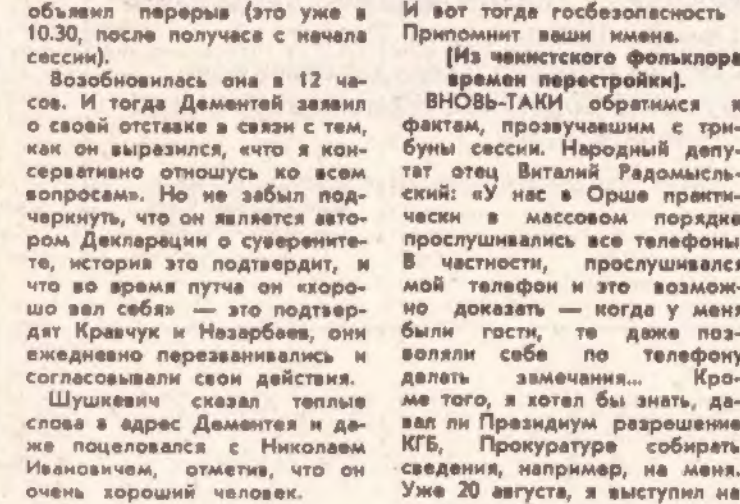 объявил перерыв (это уже в
10.30, после получаса с начала
сессии).
Возобновилась она в 12 ча-
сов. И тогда Дементей заявил
о своей отставке в связи с тем,
как он выразился, «что я кон-
сервативно отношусь ко всем
вопросам». Но не забыл под-
черкнуть, что он является авто-
ром Декларации о суверените-
те, история это подтвердит, и
что во время путча он «хоро-
шо вел себя» — это подтвер-
дят Кравчук и Назарбаев, они
ежедневно перезванивались и
согласовывали свои действия.
Шушкевич сказал теплые
слова в адрес Дементея и да-
же поцеловался с Николаем
Ивановичем, отметив, что он
очень хороший человек.
И вот тогда госбезопасность
Припомнит ваши имена.
(Из чекистского фольклора
времен перестройки).
ВНОВЬ-ТАКИ обратимся к
фактам, прозвучавшим с три-
буны сессии. Народный депу-
тат отец Виталий Радомысль-
ский: «У нас в Орше практи-
чески в массовом порядке
прослушивались все телефоны
В частности, прослушивался
мой телефон и это возмож-
но доказать — когда у меня
были гости, те даже поз-
воляли себе по телефону
делать замечания... Кро-
ме того, я хотел бы знать, да-
вал ли Президиум разрешение
КГБ, Прокуратуре собирать
сведения, например, на меня.
Уже 20 августа, я выступил на